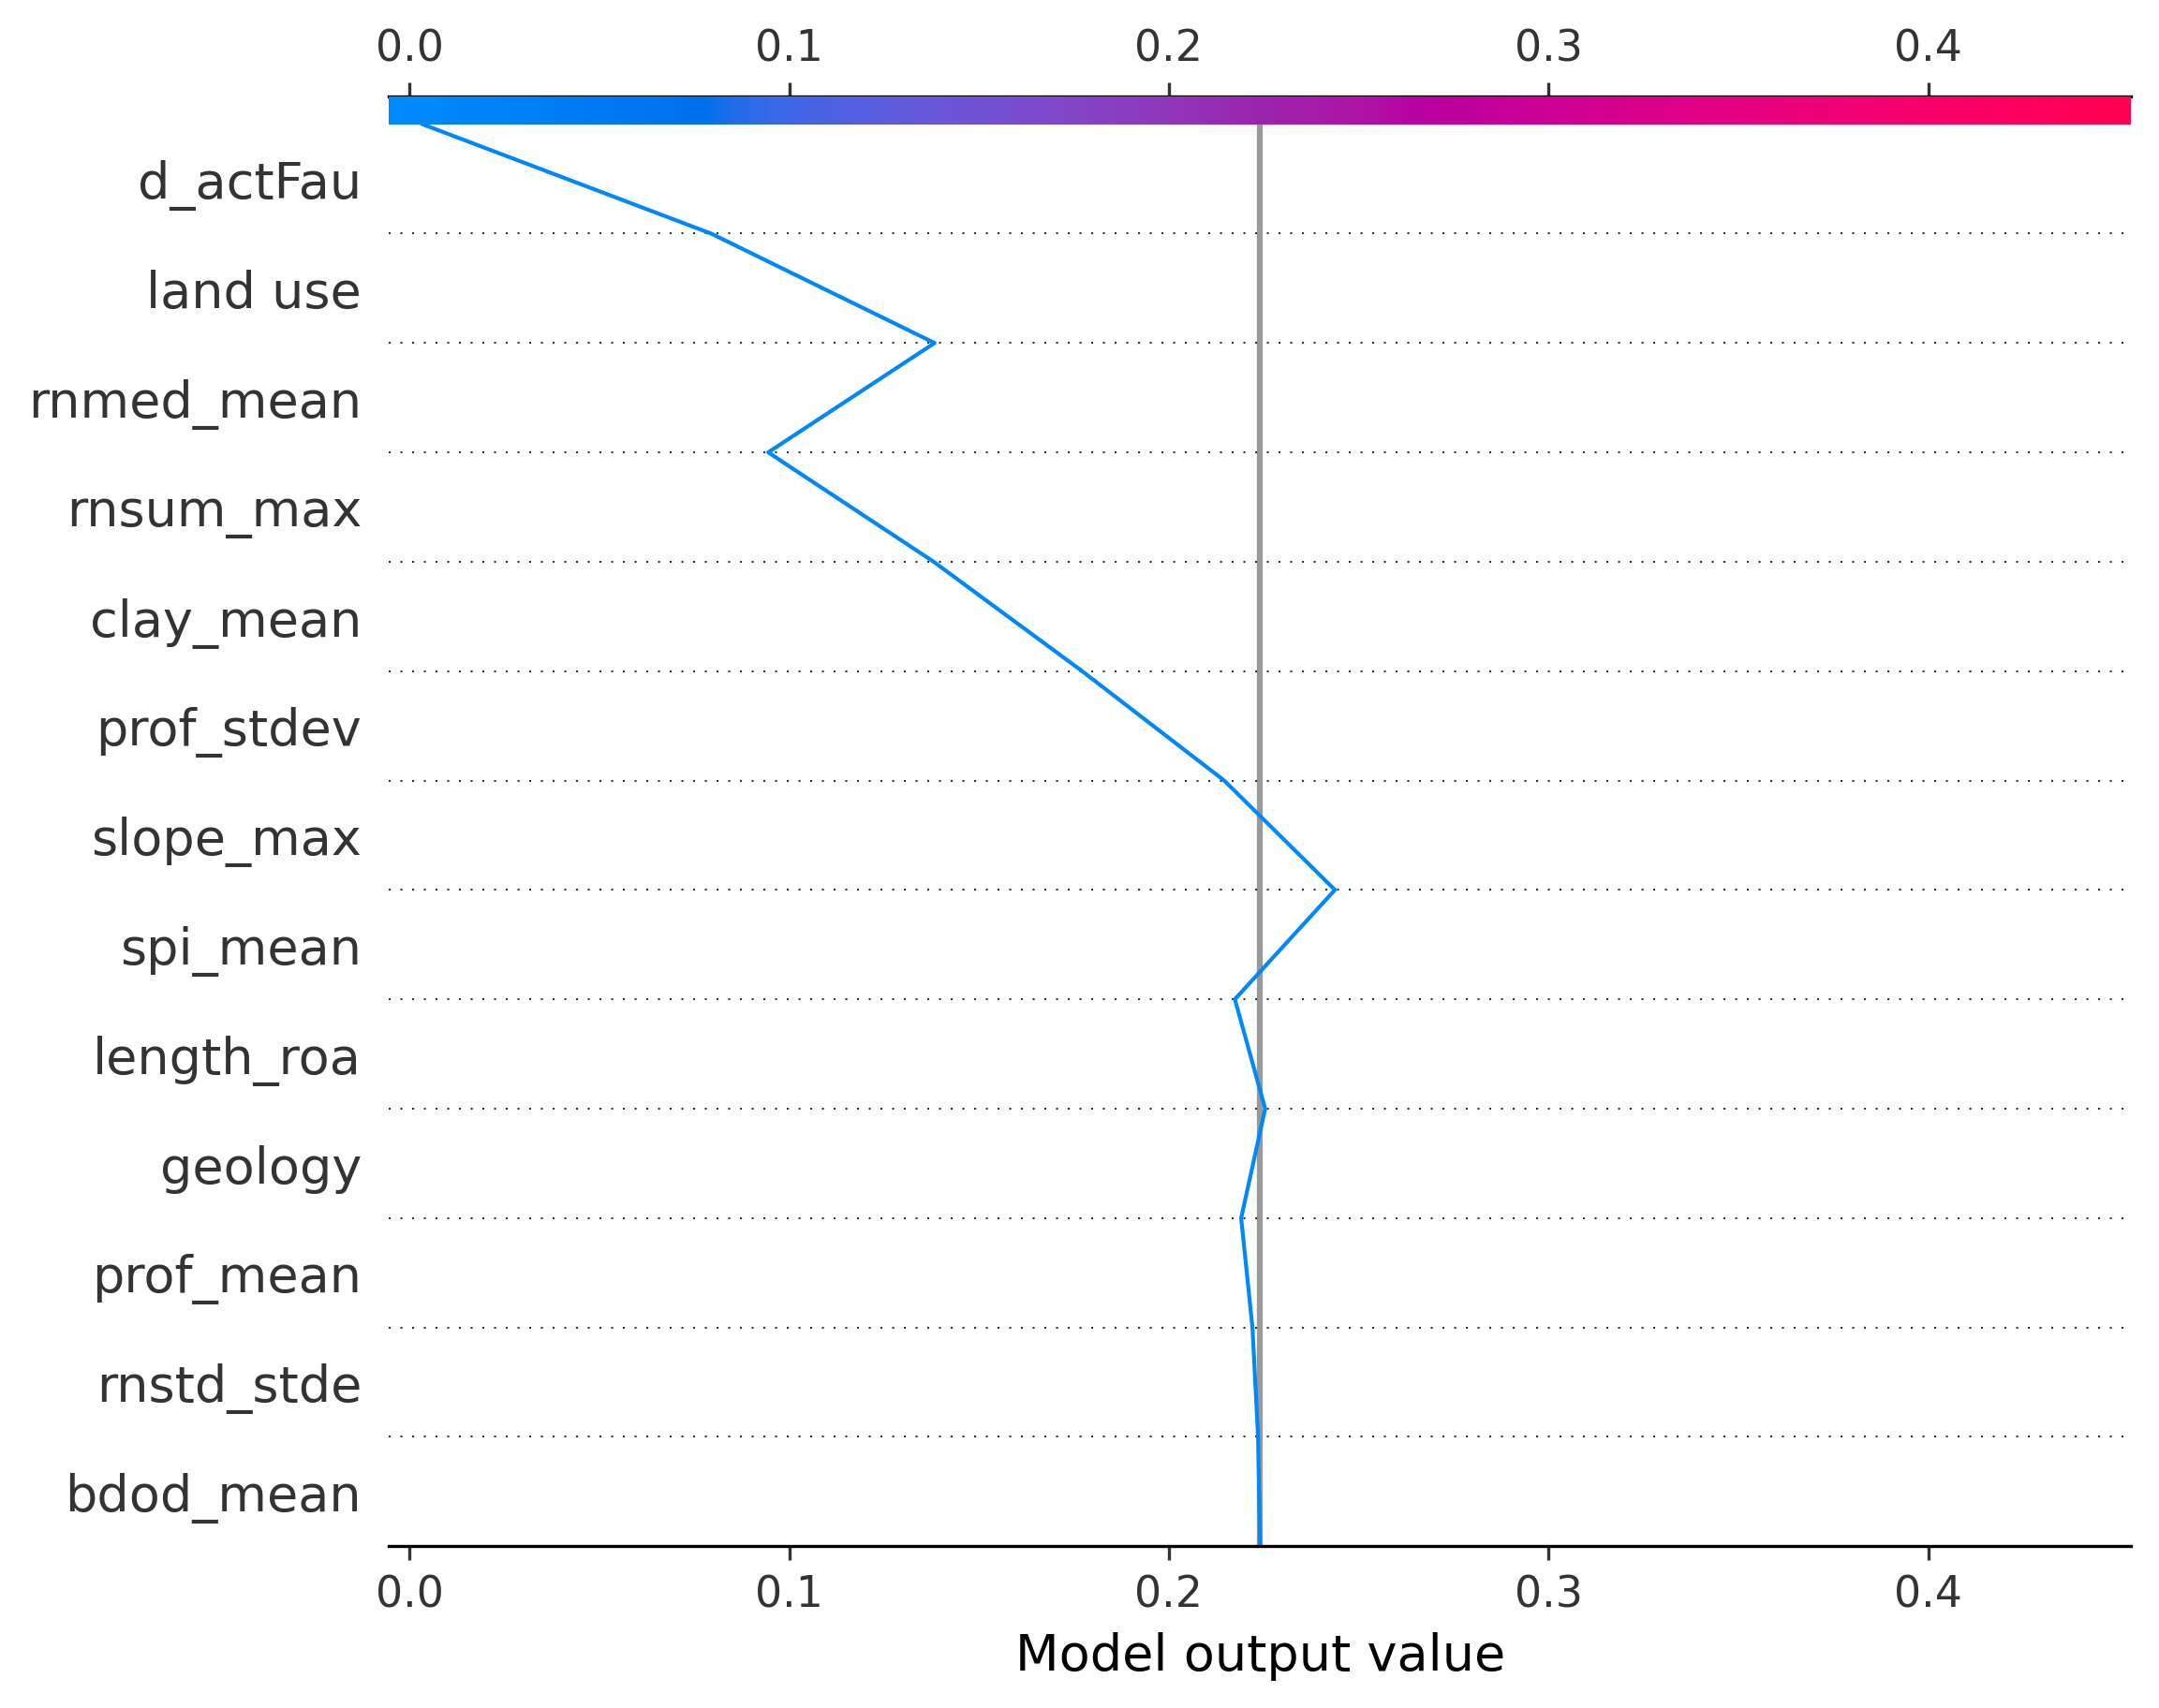 0.0 0.1 0.2 0.3 0.4
d_actFau
land use
rnmed_mean
rnsum_max
clay_mean
prof_stdev
slope_max
spi_mean
length_roa
geology
prof_mean
rnstd_stde
bdod_mean
0.0 0.1 0.2 0.3 0.4
Model output value